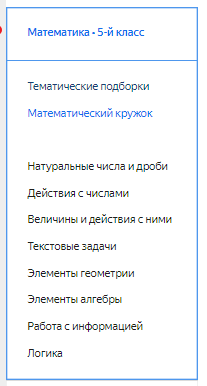 Математика - 5-й класс
Тематические подборки
Математический кружок
Натуральные числа и дроби
Действия с числами
Величины и действия с ними
Текстовые задачи
Элементы геометрии
Элементы алгебры
Работа с информацией
Логика